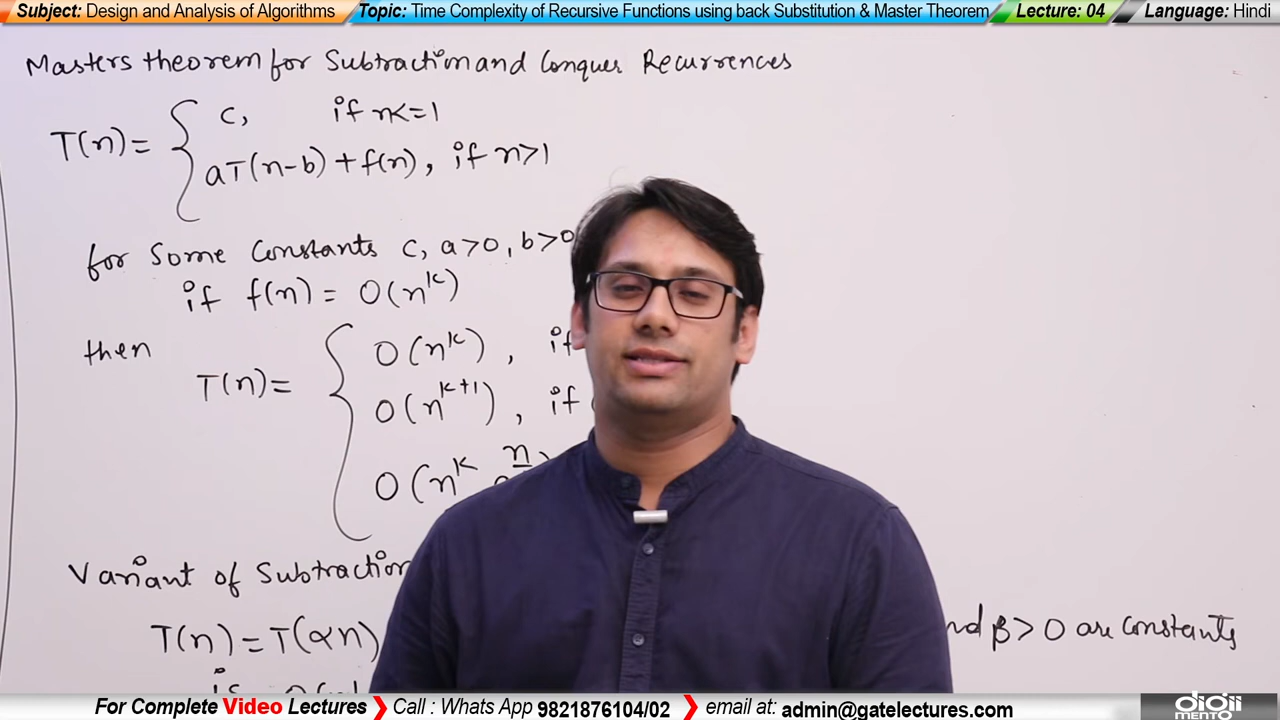 Subject: Design and Analysis of Algorithms Topic: Time Complexity of Recursive Functions using back Substitution & Master Theorem Lecture: 04 Language: Hindi
Masters theorem for Subtraction and Conquer Recurrences
T(n) = { c, if n<=1
aT(n-b) + f(n), if n>1
for Some Constants c, a>0, b>0
if f(n) = O(n^k)
then
T(n) = { O(n^k), if
O(n^{k+1}), if
O(n^k n
Variant of Subtraction
T(n) = T(αn) and β > 0 are constants
is
For Complete Video Lectures Call : Whats App 9821876104/02 email at: admin@gatelectures.com
digii
MENTO